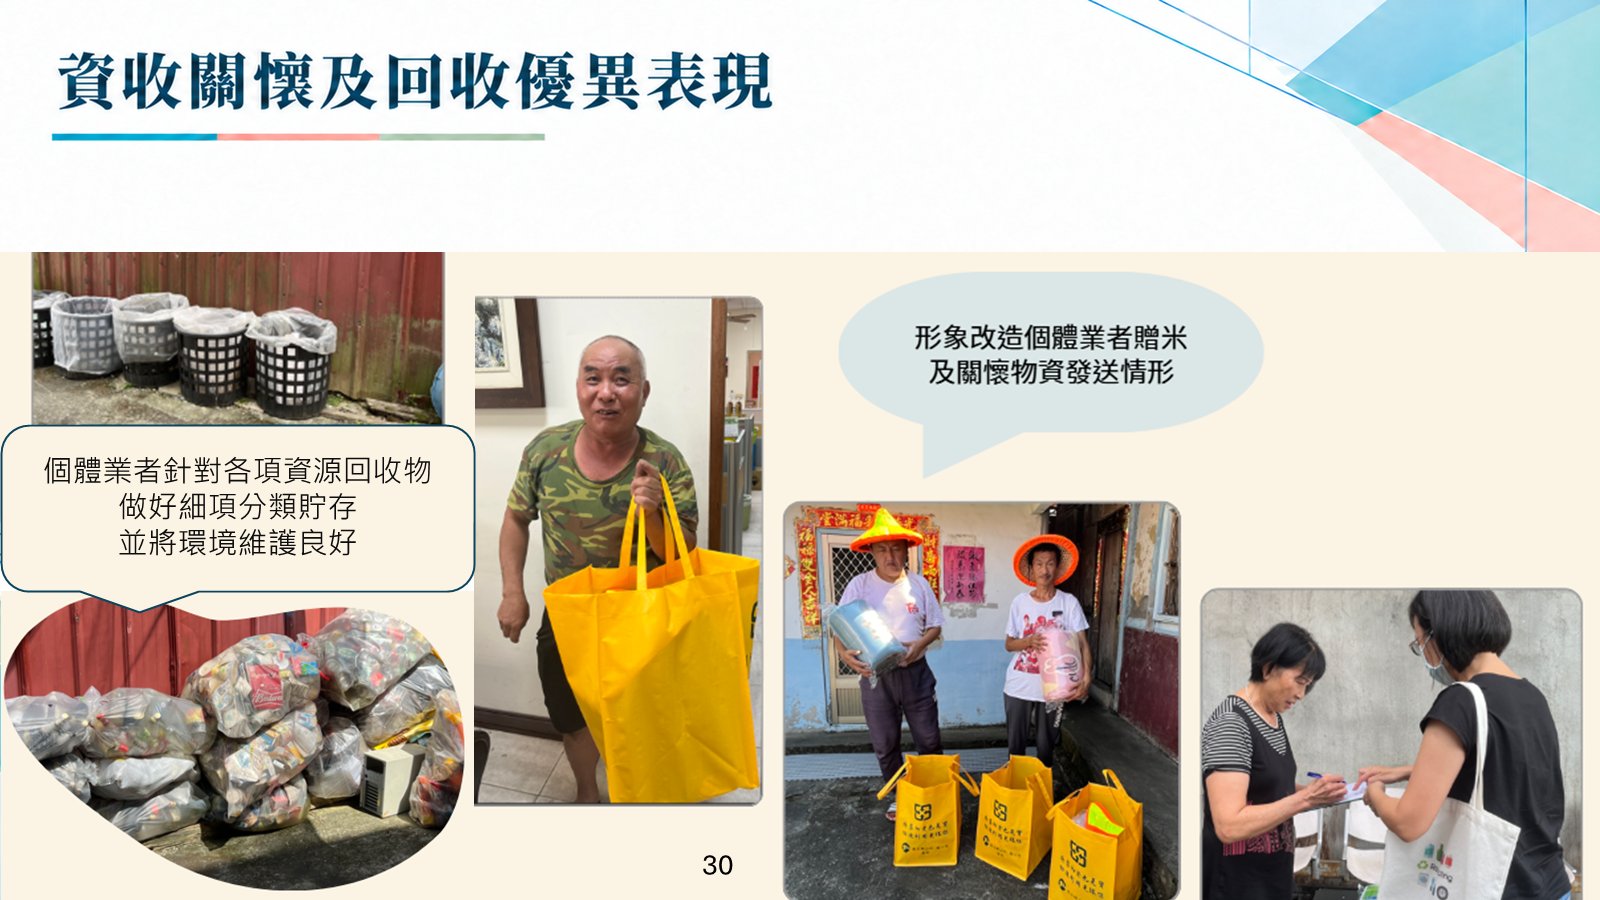 資收關懷及回收優異表現
形象改造個體業者贈米
及關懷物資發送情形
個體業者針對各項資源回收物
做好細項分類貯存
並將環境維護良好
30